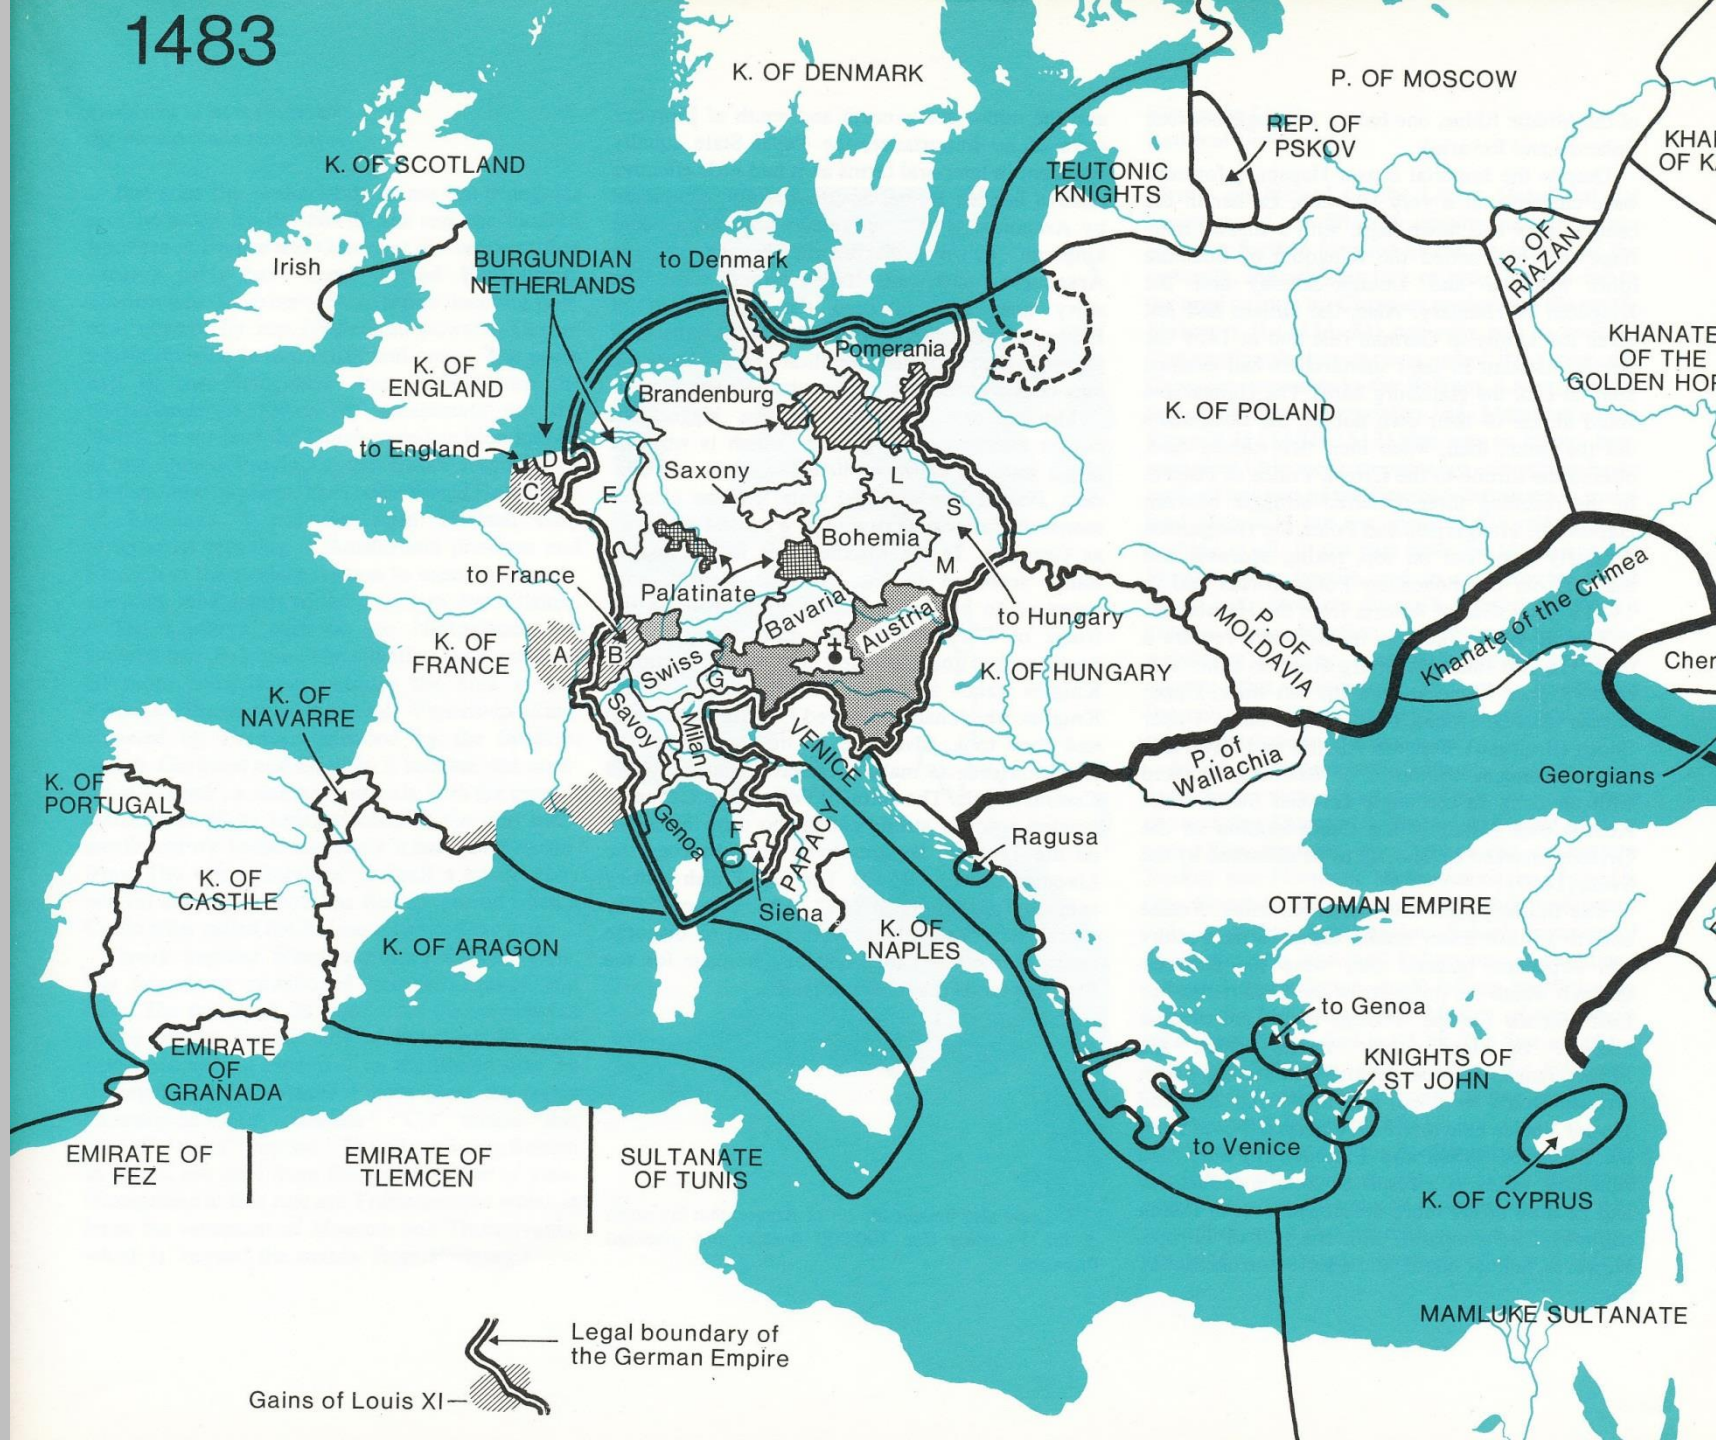 1483
K. OF DENMARK
P. OF MOSCOW
REP. OF
PSKOV
K. OF SCOTLAND
TEUTONIC
KNIGHTS
P. OF
RIAZAN
Irish
BURGUNDIAN
NETHERLANDS
to Denmark
K. OF
ENGLAND
Pomerania
Brandenburg
KHANATE
OF THE
K. OF POLAND
to England
D
C
E
Saxony
L
S
Bohemia
M
to France
Palatinate
Bavaria
Austria
to Hungary
P. OF
MOLDAVIA
Khanate of the Crimea
K. OF
FRANCE
A
B
Swiss
G
K. OF HUNGARY
K. OF
NAVARRE
Savoy
Milan
VENICE
P. of
Wallachia
Georgians
K. OF
PORTUGAL
Genoa
F
PAPACY
Ragusa
K. OF
CASTILE
Siena
K. OF
NAPLES
OTTOMAN EMPIRE
K. OF ARAGON
to Genoa
EMIRATE
OF
GRANADA
KNIGHTS OF
ST JOHN
to Venice
EMIRATE OF
FEZ
EMIRATE OF
TLEMCEN
SULTANATE
OF TUNIS
K. OF CYPRUS
MAMLUKE SULTANATE
Legal boundary of
the German Empire
Gains of Louis XI